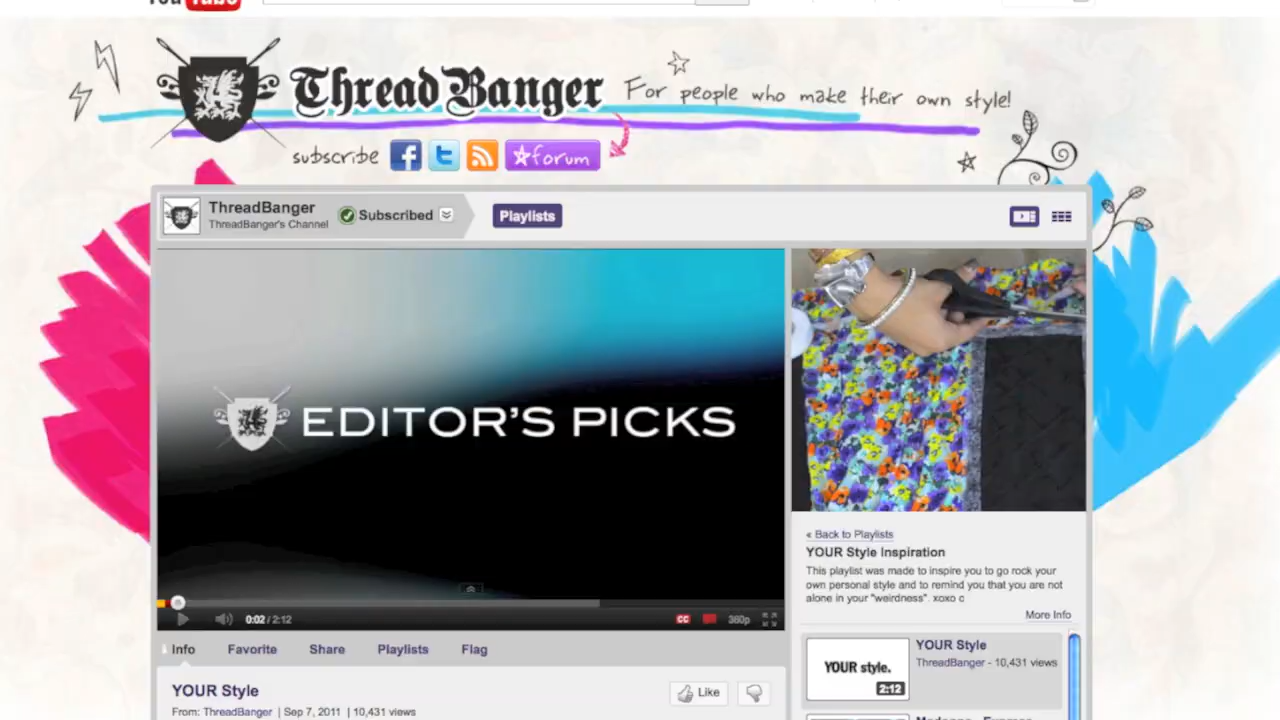 YouTube
ThreadBanger
For people who make their own style!
subscribe
forum
ThreadBanger
ThreadBanger's Channel
Subscribed
Playlists
EDITOR'S PICKS
0:02 / 2:12
CC
360p
« Back to Playlists
YOUR Style Inspiration
This playlist was made to inspire you to go rock your
own personal style and to remind you that you are not
alone in your "weirdness". xoxo c
More Info
Info
Favorite
Share
Playlists
Flag
YOUR style.
2:12
YOUR Style
ThreadBanger - 10,431 views
YOUR Style
Like
From: ThreadBanger | Sep 7, 2011 | 10,431 views